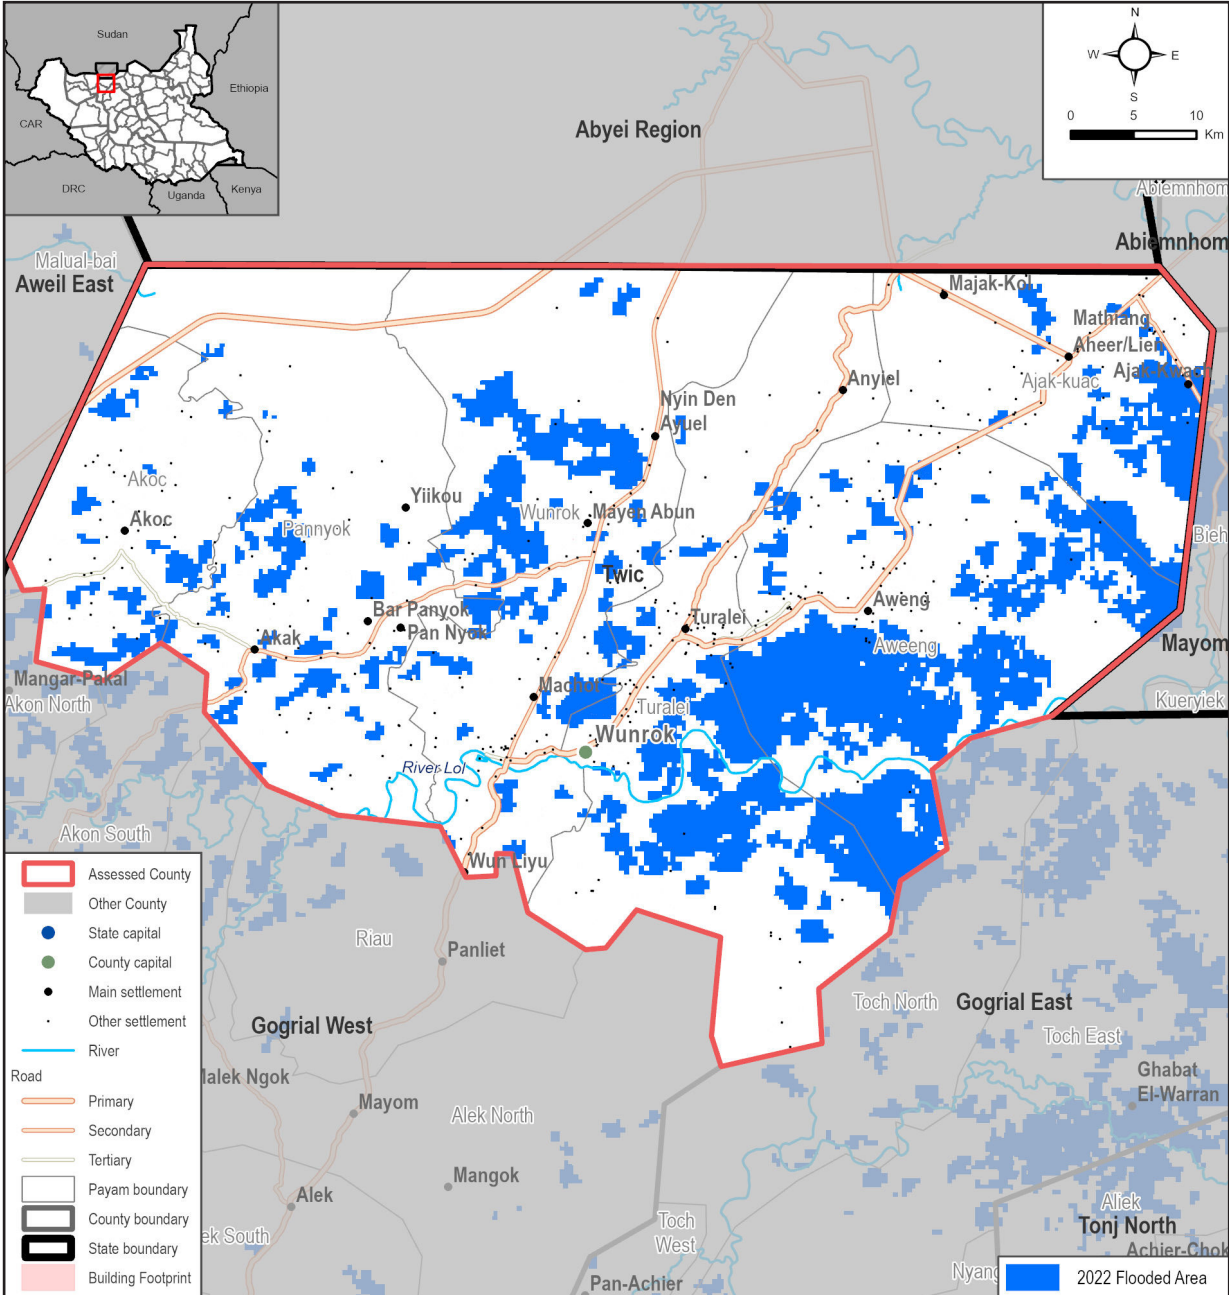 Sudan
Ethiopia
CAR
DRC
Uganda
Kenya
N
W
E
S
0
5
10
Km
Abyei Region
Abiemnhom
Abiemnhom
Malual-bai
Aweil East
Majak-Kol
Mathiang
Aheer/Lien
Ajak-kuac
Ajak-Kwach
Anyiel
Nyin Den
Ayuel
Akoc
Akoc
Yiikou
Pannyok
Wunrok
Mayen Abun
Bieh
Twic
Bar Panyok
Pan Nyok
Turalei
Aweng
Aweeng
Akak
Mayom
Mangar-Pakal
Akon North
Kueryiek
Machot
Turalei
Wunrok
River Lol
Akon South
Wun Liyu
Riau
Panliet
Gogrial West
Toch North
Gogrial East
Toch East
Malek Ngok
Mayom
Alek North
Ghabat
El-Warran
Mangok
Alek
ek South
Toch
West
Aliek
Tonj North
Achier-Chok
Nyang
Pan-Achier
Assessed County
Other County
State capital
County capital
Main settlement
Other settlement
River
Road
Primary
Secondary
Tertiary
Payam boundary
County boundary
State boundary
Building Footprint
2022 Flooded Area